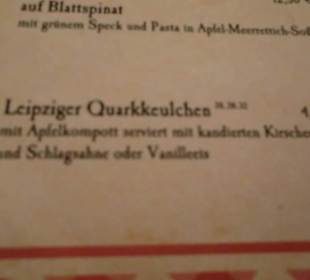 auf Blattspinat
mit grünem Speck und Pasta in Apfel-Meerrettich-Soß
Leipziger Quarkkeulchen
mit Apfelkompott serviert mit kandierten Kirschen
und Schlagsahne oder Vanilleeis